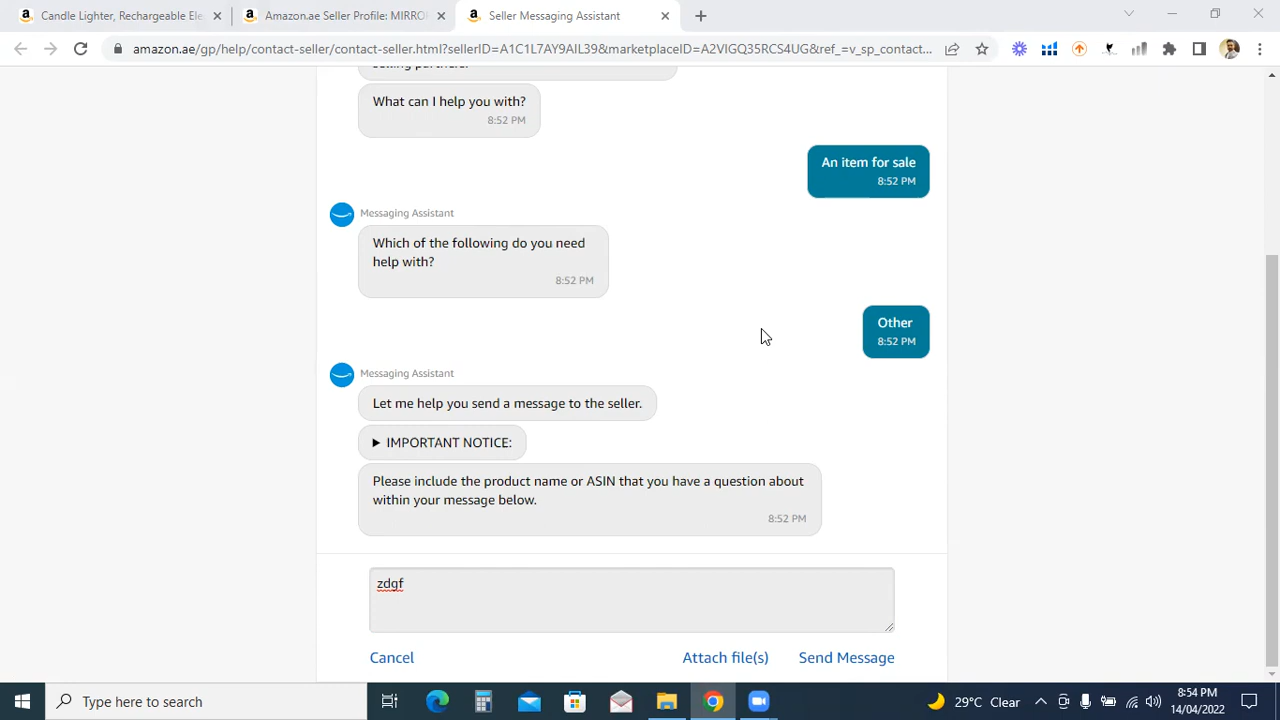 Candle Lighter, Rechargeable Ele
Amazon.ae Seller Profile: MIRROI
Seller Messaging Assistant
amazon.ae/gp/help/contact-seller/contact-seller.html?sellerID=A1C1L7AY9AIL39&marketplaceID=A2VIGQ35RCS4UG&ref_=v_sp_contact...
What can I help you with?
8:52 PM
An item for sale
8:52 PM
Messaging Assistant
Which of the following do you need
help with?
8:52 PM
Other
8:52 PM
Messaging Assistant
Let me help you send a message to the seller.
IMPORTANT NOTICE:
Please include the product name or ASIN that you have a question about
within your message below.
8:52 PM
zdgf
Cancel
Attach file(s)
Send Message
Type here to search
29°C Clear
8:54 PM
14/04/2022